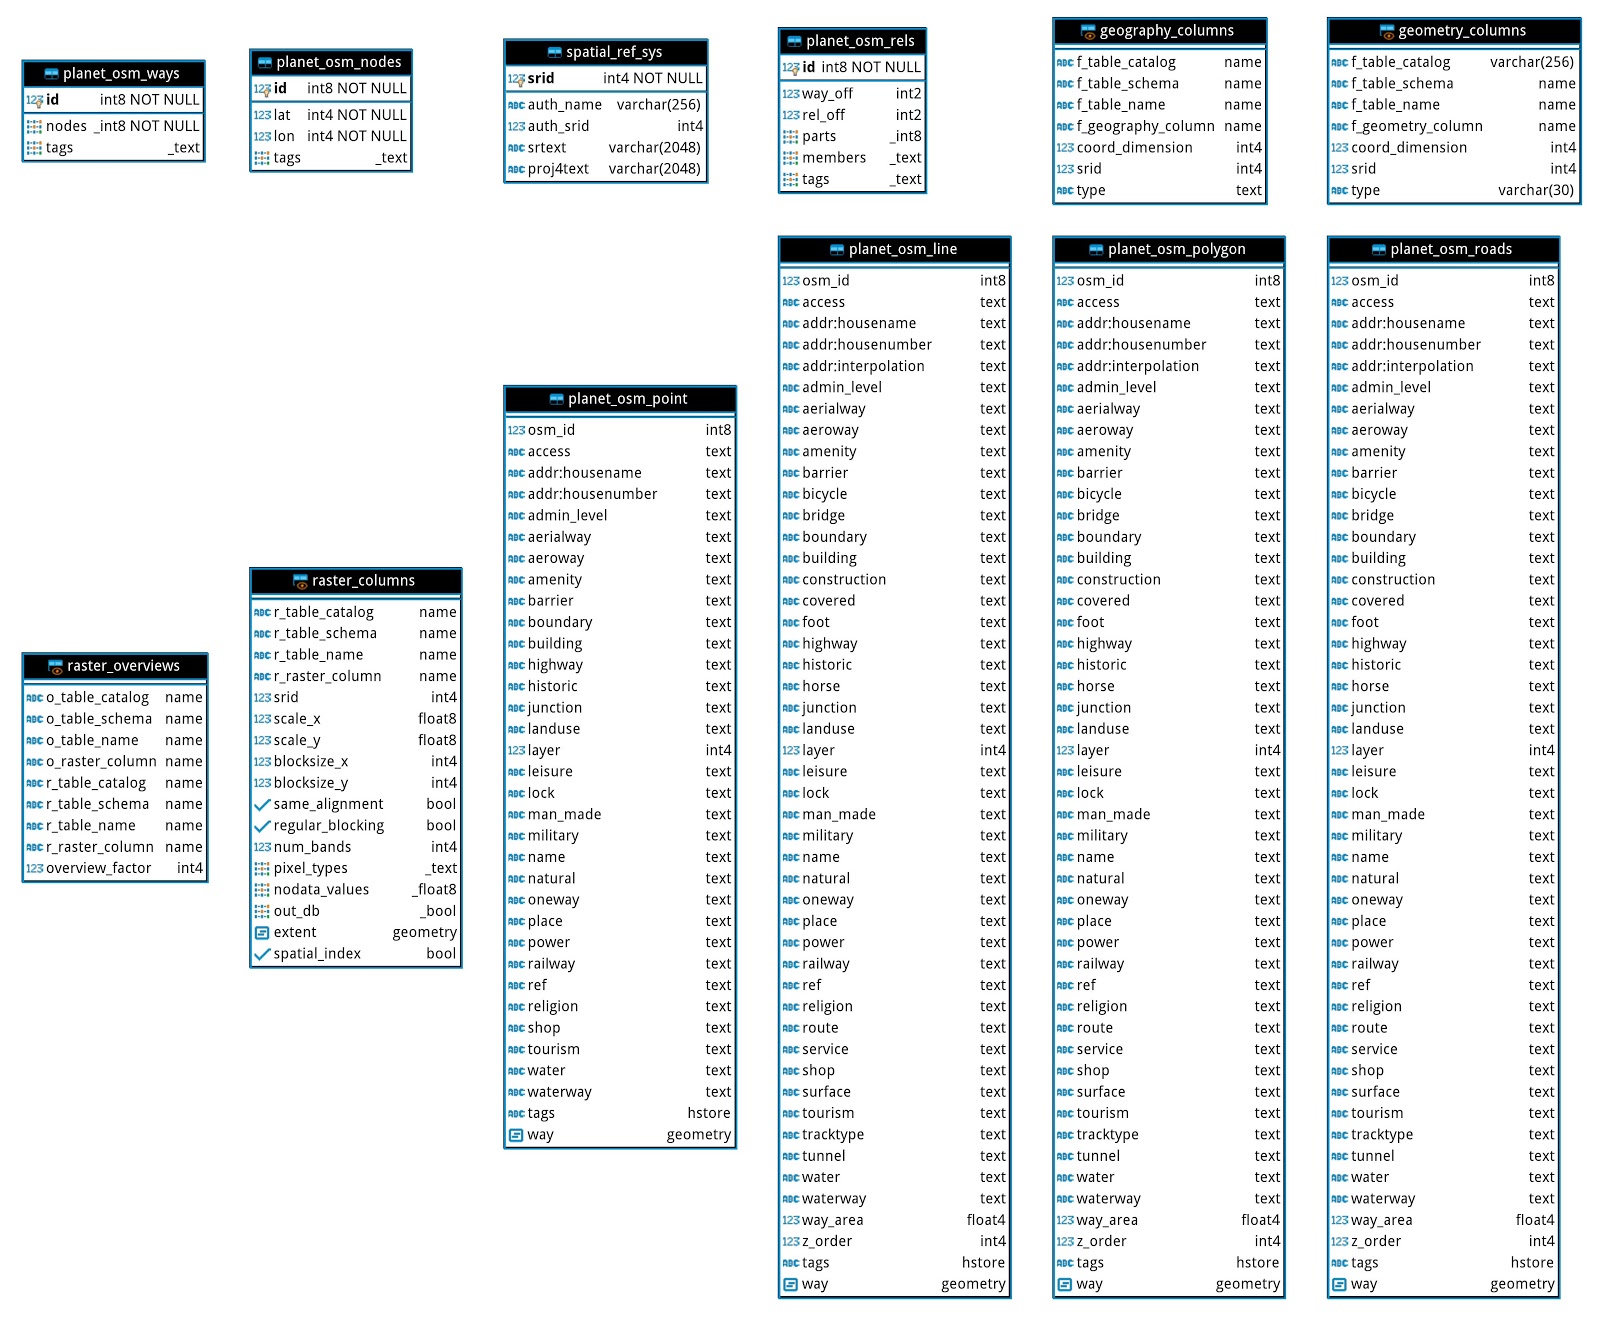 planet_osm_ways
id int8 NOT NULL
nodes _int8 NOT NULL
tags _text
planet_osm_nodes
id int8 NOT NULL
lat int4 NOT NULL
lon int4 NOT NULL
tags _text
spatial_ref_sys
srid int4 NOT NULL
auth_name varchar(256)
auth_srid int4
srtext varchar(2048)
proj4text varchar(2048)
planet_osm_rels
id int8 NOT NULL
way_off int2
rel_off int2
parts _int8
members _text
tags _text
geography_columns
f_table_catalog name
f_table_schema name
f_table_name name
f_geography_column name
coord_dimension int4
srid int4
type text
geometry_columns
f_table_catalog varchar(256)
f_table_schema name
f_table_name name
f_geometry_column name
coord_dimension int4
srid int4
type varchar(30)
raster_overviews
o_table_catalog name
o_table_schema name
o_table_name name
o_raster_column name
r_table_catalog name
r_table_schema name
r_table_name name
r_raster_column name
overview_factor int4
raster_columns
r_table_catalog name
r_table_schema name
r_table_name name
r_raster_column name
srid int4
scale_x float8
scale_y float8
blocksize_x int4
blocksize_y int4
same_alignment bool
regular_blocking bool
num_bands int4
pixel_types _text
nodata_values _float8
out_db _bool
extent geometry
spatial_index bool
planet_osm_point
osm_id int8
access text
addr:housename text
addr:housenumber text
admin_level text
aerialway text
aeroway text
amenity text
barrier text
boundary text
building text
highway text
historic text
junction text
landuse text
layer int4
leisure text
lock text
man_made text
military text
name text
natural text
oneway text
place text
power text
railway text
ref text
religion text
shop text
tourism text
water text
waterway text
tags hstore
way geometry
planet_osm_line
osm_id int8
access text
addr:housename text
addr:housenumber text
addr:interpolation text
admin_level text
aerialway text
aeroway text
amenity text
barrier text
bicycle text
bridge text
boundary text
building text
construction text
covered text
foot text
highway text
historic text
horse text
junction text
landuse text
layer int4
leisure text
lock text
man_made text
military text
name text
natural text
oneway text
place text
power text
railway text
ref text
religion text
route text
service text
shop text
surface text
tourism text
tracktype text
tunnel text
water text
waterway text
way_area float4
z_order int4
tags hstore
way geometry
planet_osm_polygon
osm_id int8
access text
addr:housename text
addr:housenumber text
addr:interpolation text
admin_level text
aerialway text
aeroway text
amenity text
barrier text
bicycle text
bridge text
boundary text
building text
construction text
covered text
foot text
highway text
historic text
horse text
junction text
landuse text
layer int4
leisure text
lock text
man_made text
military text
name text
natural text
oneway text
place text
power text
railway text
ref text
religion text
route text
service text
shop text
surface text
tourism text
tracktype text
tunnel text
water text
waterway text
way_area float4
z_order int4
tags hstore
way geometry
planet_osm_roads
osm_id int8
access text
addr:housename text
addr:housenumber text
addr:interpolation text
admin_level text
aerialway text
aeroway text
amenity text
barrier text
bicycle text
bridge text
boundary text
building text
construction text
covered text
foot text
highway text
historic text
horse text
junction text
landuse text
layer int4
leisure text
lock text
man_made text
military text
name text
natural text
oneway text
place text
power text
railway text
ref text
religion text
route text
service text
shop text
surface text
tourism text
tracktype text
tunnel text
water text
waterway text
way_area float4
z_order int4
tags hstore
way geometry